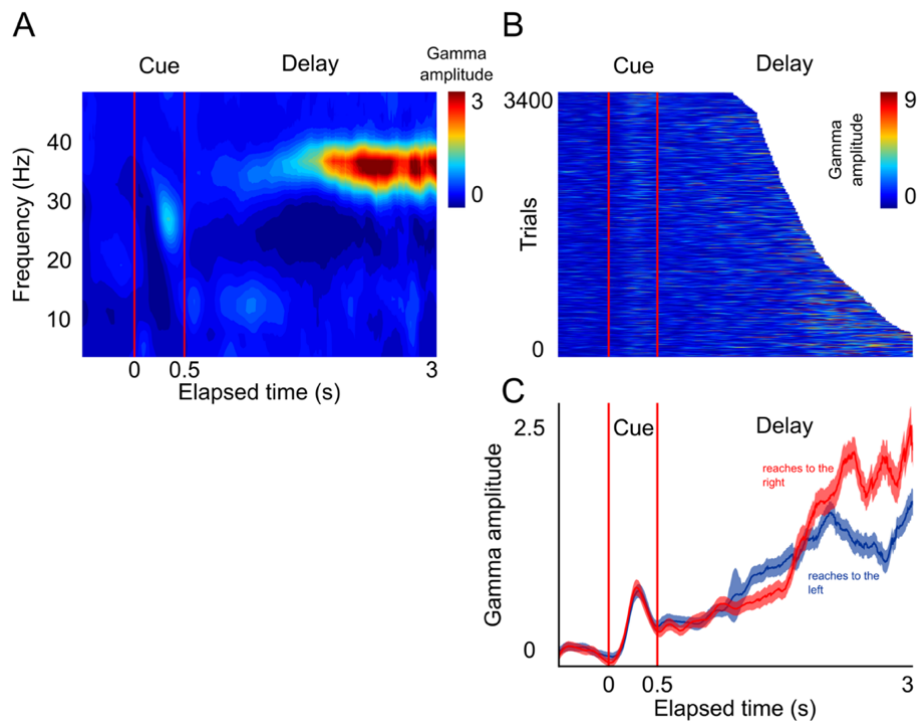 A
Cue
Delay
Gamma
amplitude
3
0
Frequency (Hz)
40
30
20
10
0
0.5
3
Elapsed time (s)
B
Cue
Delay
3400
Trials
0
Gamma
amplitude
9
0
C
2.5
Cue
Delay
reaches to the
right
reaches to the
left
Gamma amplitude
0
0
0.5
3
Elapsed time (s)